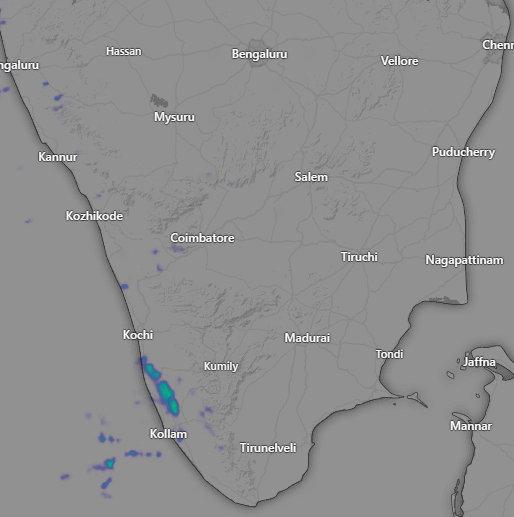 Hassan
Bengaluru
Chenn
Vellore
ngaluru
Mysuru
Kannur
Puducherry
Salem
Kozhikode
Coimbatore
Tiruchi
Nagapattinam
Kochi
Madurai
Tondi
Kumily
Jaffna
Kollam
Mannar
Tirunelveli